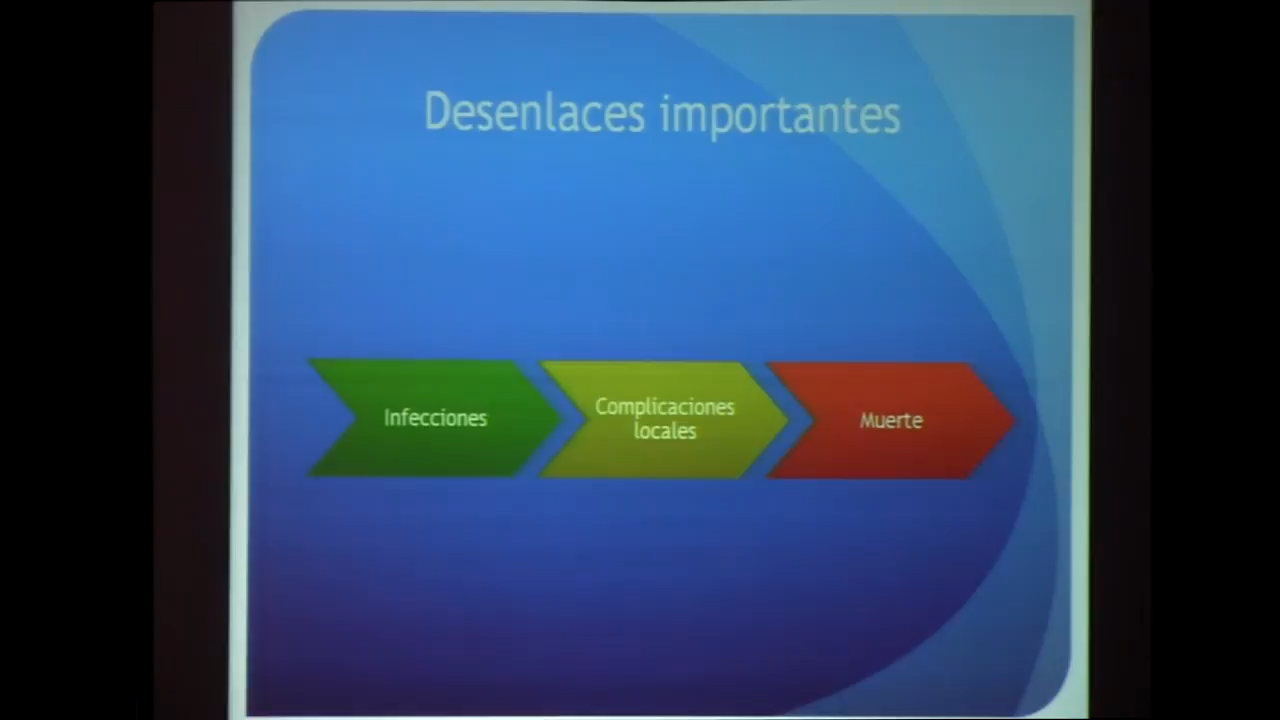 Desenlaces importantes
Infecciones
Complicaciones
locales
Muerte